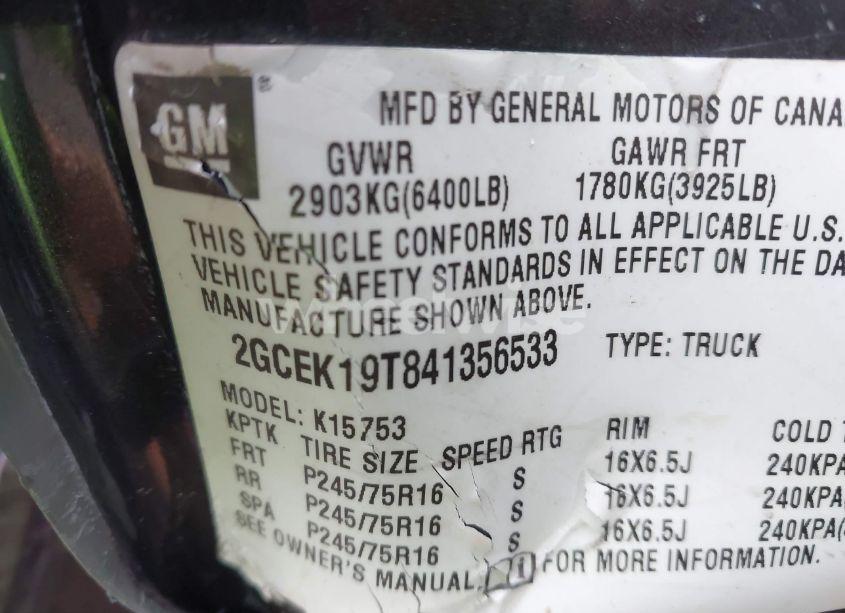 GM ®
MFD BY GENERAL MOTORS OF CANA
GVWR GAWR FRT
2903KG(6400LB) 1780KG(3925LB)
THIS VEHICLE CONFORMS TO ALL APPLICABLE U.S.
VEHICLE SAFETY STANDARDS IN EFFECT ON THE DA
MANUFACTURE SHOWN ABOVE.
2GCEK19T841356533 TYPE: TRUCK
MODEL: K15753
KPTK TIRE SIZE SPEED RTG RIM COLD T
FRT P245/75R16 S 16X6.5J 240KPA
RR P245/75R16 S 16X6.5J 240KPA
SPA P245/75R16 S 16X6.5J 240KPA(
SEE OWNER'S MANUAL i FOR MORE INFORMATION.